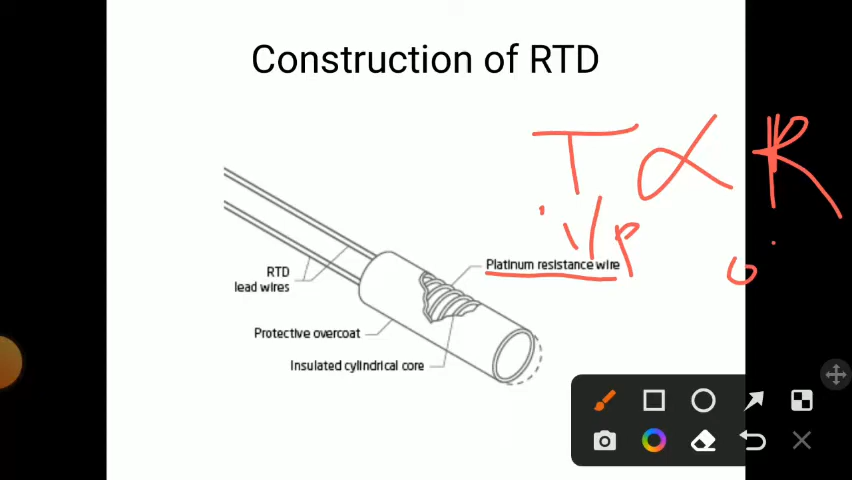 Construction of RTD
T ∝ R
i/p
o
Platinum resistance wire
RTD
lead wires
Protective overcoat
Insulated cylindrical core